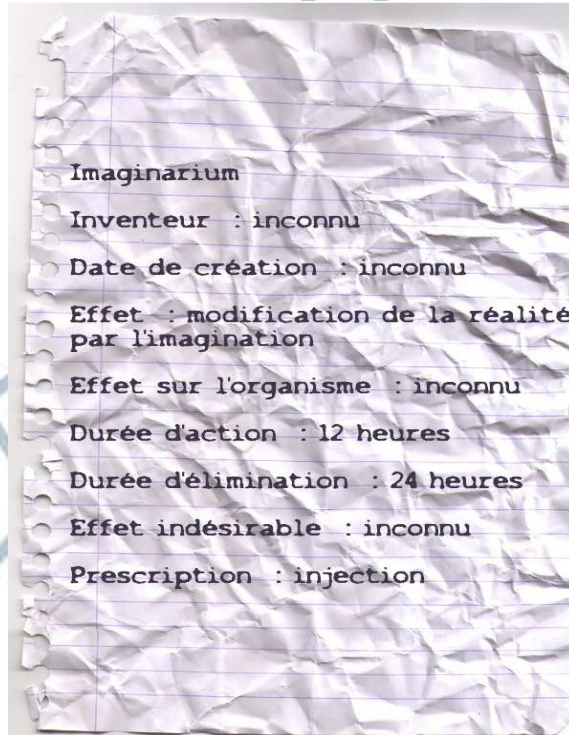 Imaginarium
Inventeur : inconnu
Date de création : inconnu
Effet : modification de la réalité
par l'imagination
Effet sur l'organisme : inconnu
Durée d'action : 12 heures
Durée d'élimination : 24 heures
Effet indésirable : inconnu
Prescription : injection